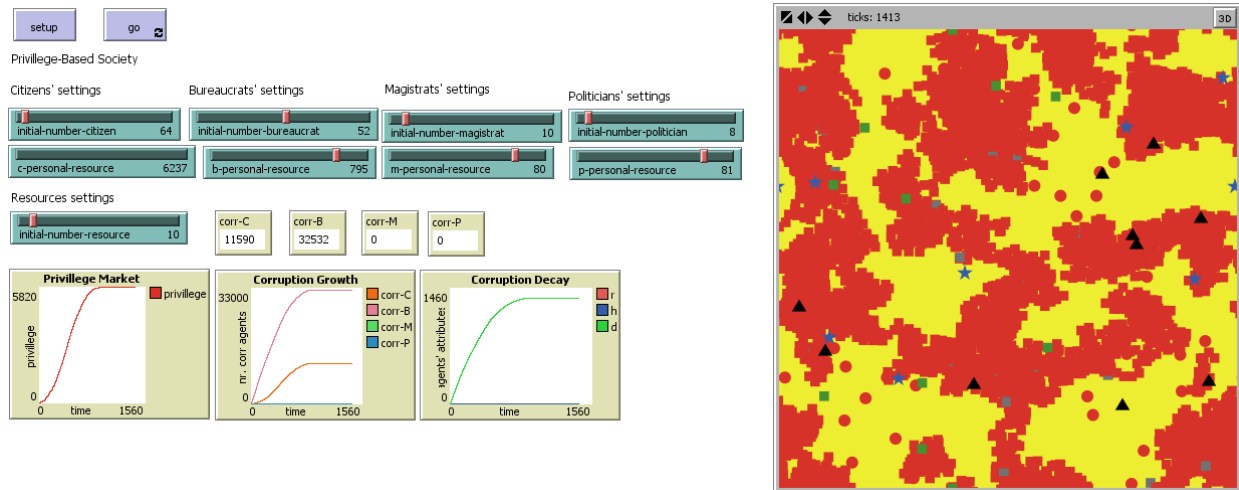 setup
go
Privillege-Based Society
Citizens' settings
Bureaucrats' settings
Magistrats' settings
Politicians' settings
initial-number-citizen 64
initial-number-bureaucrat 52
initial-number-magistrat 10
initial-number-politician 8
c-personal-resource 6237
b-personal-resource 795
m-personal-resource 80
p-personal-resource 81
Resources settings
initial-number-resource 10
corr-C
11590
corr-B
32532
corr-M
0
corr-P
0
Privillege Market
5820
privillege
0
0 time 1560
privillege
Corruption Growth
33000
nr. corr agents
0
0 time 1560
corr-C
corr-B
corr-M
corr-P
Corruption Decay
1460
agents' attributes
0
0 time 1560
r
h
d
ticks: 1413
3D